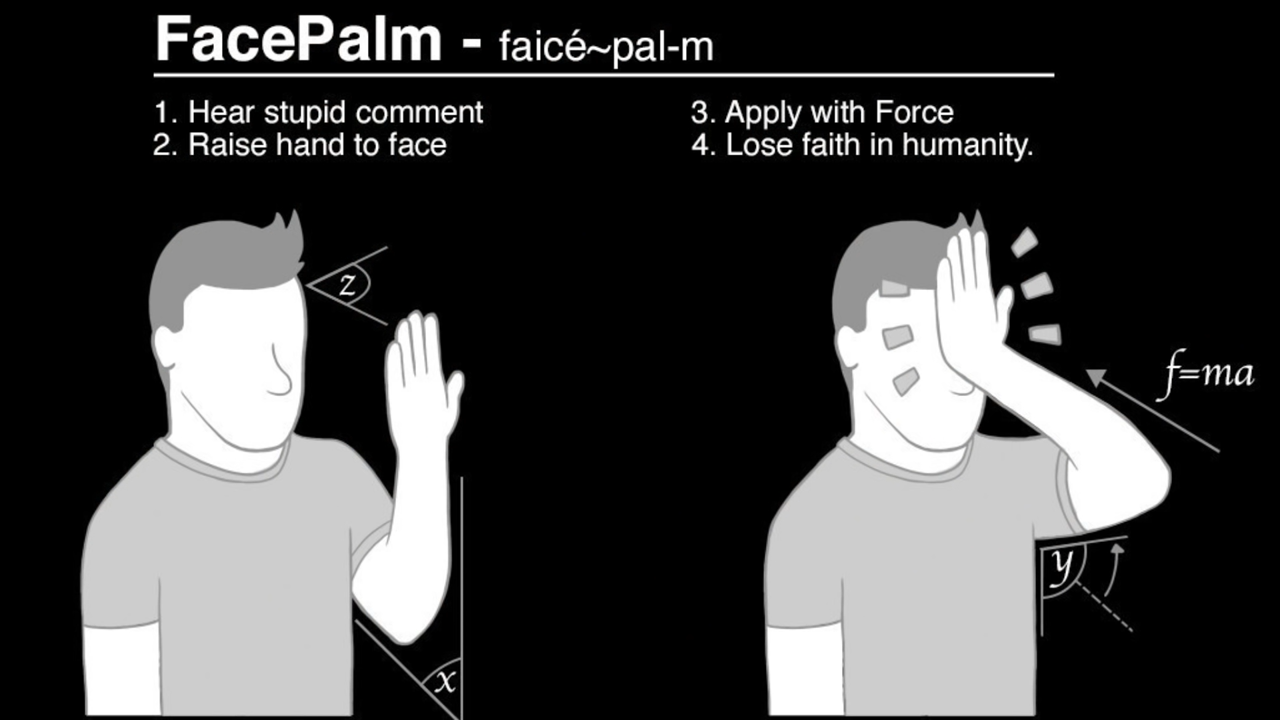 FacePalm - faicé~pal-m
1. Hear stupid comment
2. Raise hand to face
3. Apply with Force
4. Lose faith in humanity.
z
f=ma
y
x